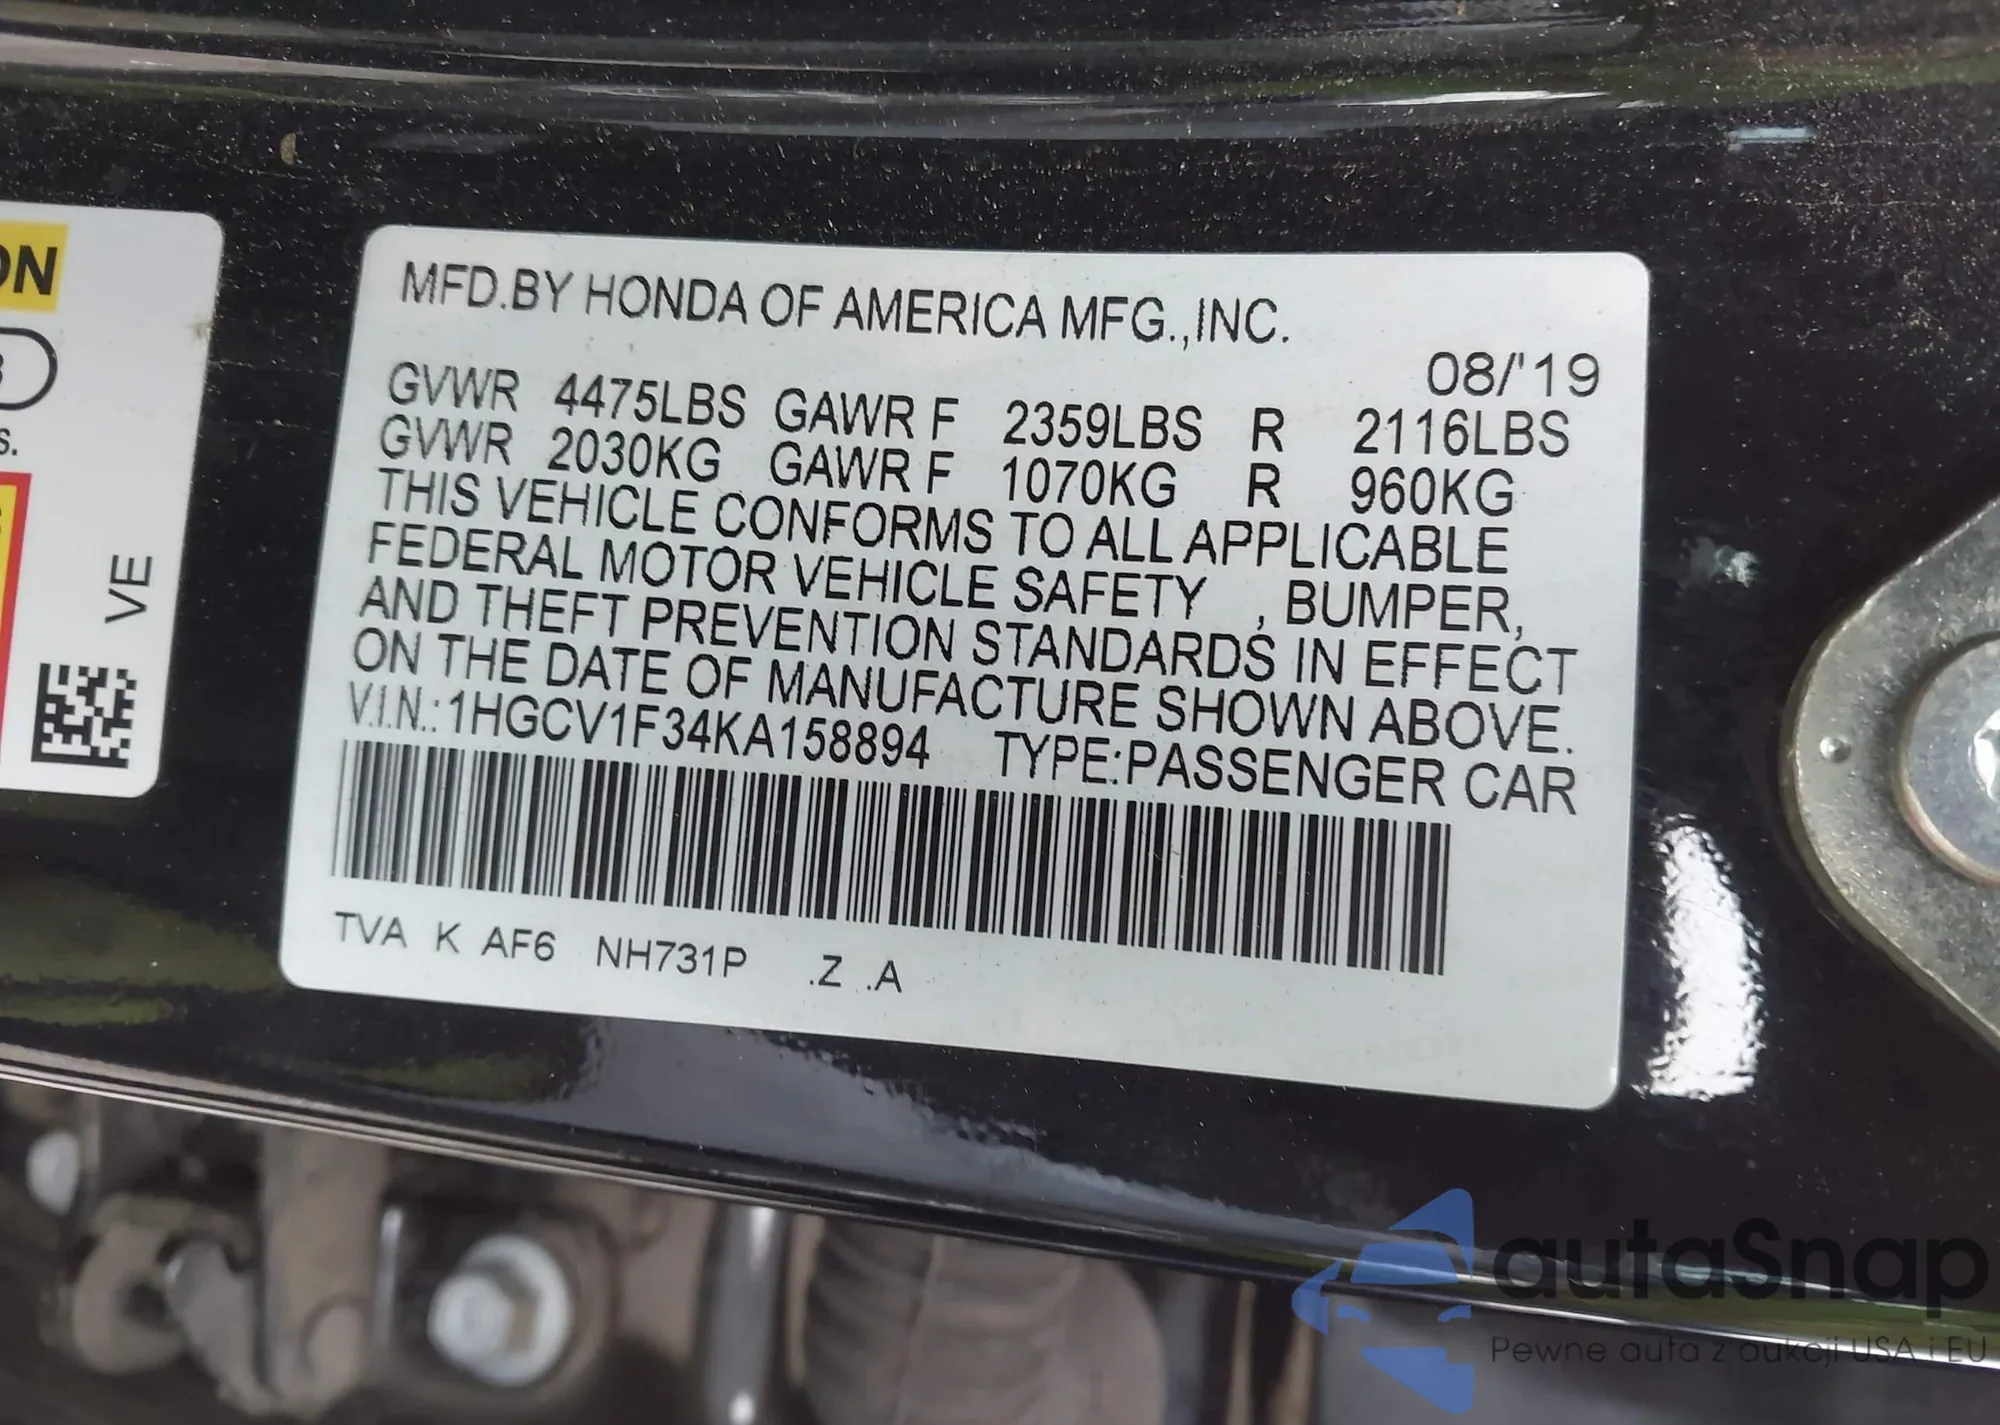 ON
s.
VE
MFD.BY HONDA OF AMERICA MFG.,INC.
08/'19
GVWR 4475LBS GAWR F 2359LBS R 2116LBS
GVWR 2030KG GAWR F 1070KG R 960KG
THIS VEHICLE CONFORMS TO ALL APPLICABLE
FEDERAL MOTOR VEHICLE SAFETY , BUMPER,
AND THEFT PREVENTION STANDARDS IN EFFECT
ON THE DATE OF MANUFACTURE SHOWN ABOVE.
V.I.N.:1HGCV1F34KA158894 TYPE:PASSENGER CAR
TVA K AF6 NH731P .Z .A
autaSnap
Pewne auta z aukcji USA i EU